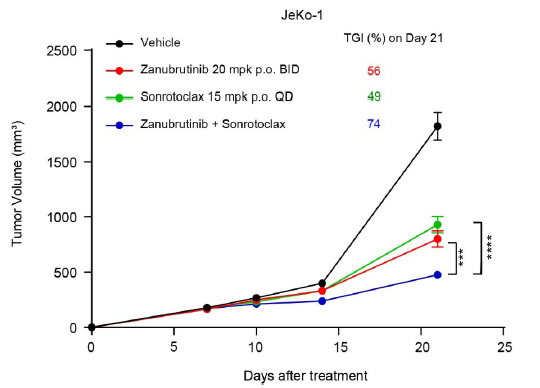 JeKo-1
TGI (%) on Day 21
Vehicle
Zanubrutinib 20 mpk p.o. BID 56
Sonrotoclax 15 mpk p.o. QD 49
Zanubrutinib + Sonrotoclax 74
Tumor Volume (mm³)
2500
2000
1500
1000
500
0
*** ****
0 5 10 15 20 25
Days after treatment